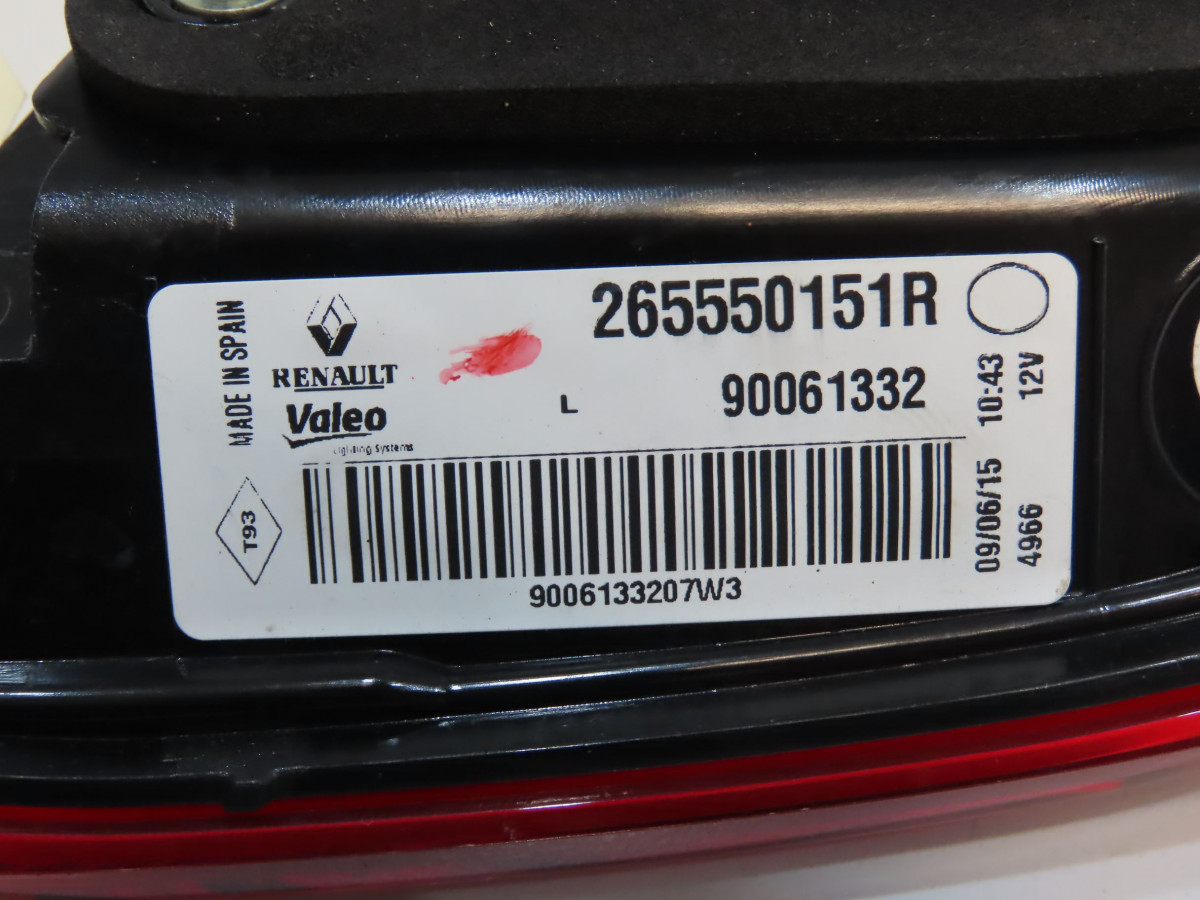 MADE IN SPAIN
RENAULT
Valeo
Lighting Systems
265550151R
L
90061332
T93
9006133207W3
09/06/15 10:43
4966 12V